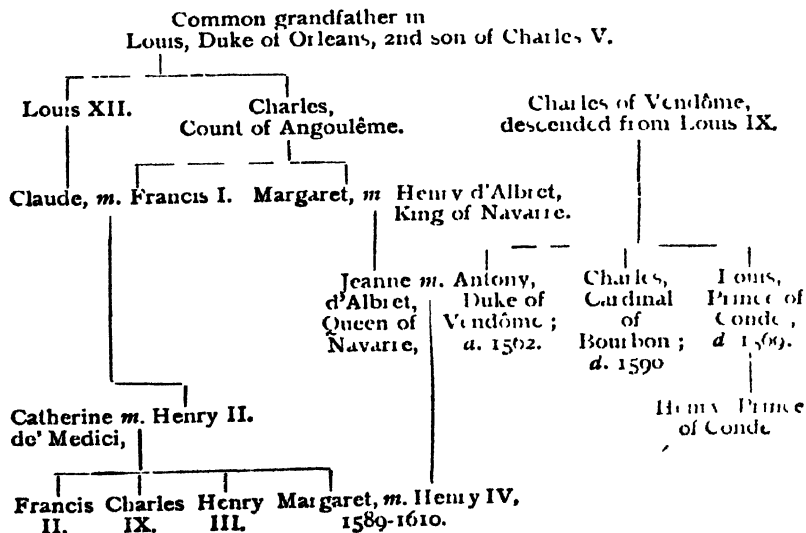 Common grandfather in
Louis, Duke of Orleans, 2nd son of Charles V.
Louis XII.
Charles,
Count of Angoulême.
Charles of Vendôme,
descended from Louis IX.
Claude, m. Francis I.
Margaret, m Henry d'Albret,
King of Navarre.
Jeanne m. Antony,
d'Albret, Duke of
Queen of Vendôme ;
Navarre, d. 1562.
Charles,
Cardinal
of
Bourbon ;
d. 1590
Louis,
Prince of
Conde,
d 1569.
Henry Prince
of Conde
Catherine m. Henry II.
de' Medici,
Francis
II.
Charles
IX.
Henry
III.
Margaret, m. Henry IV,
1589-1610.